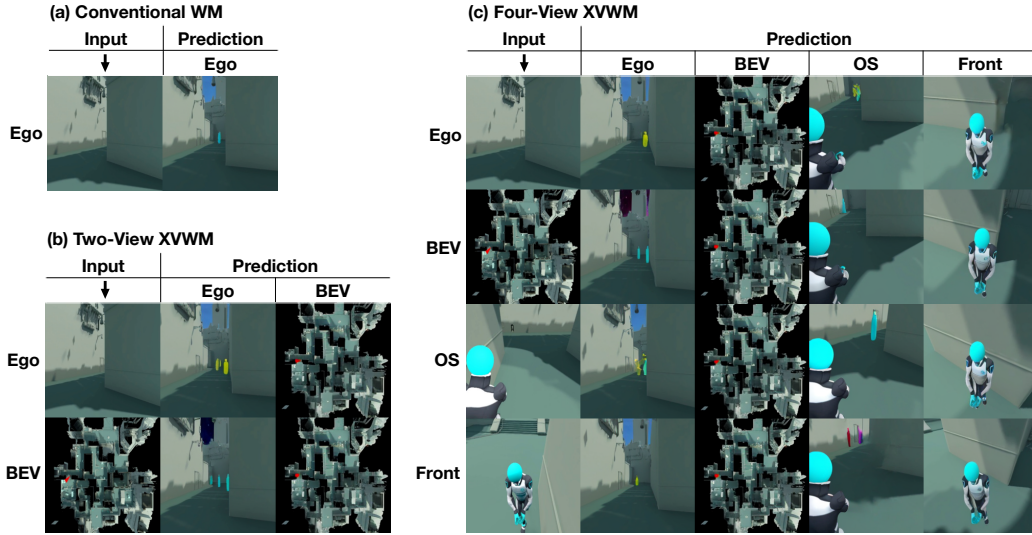 (a) Conventional WM
Input Prediction
Ego
Ego
(b) Two-View XVWM
Input Prediction
Ego BEV
Ego
BEV
(c) Four-View XVWM
Input Prediction
Ego BEV OS Front
Ego
BEV
OS
Front